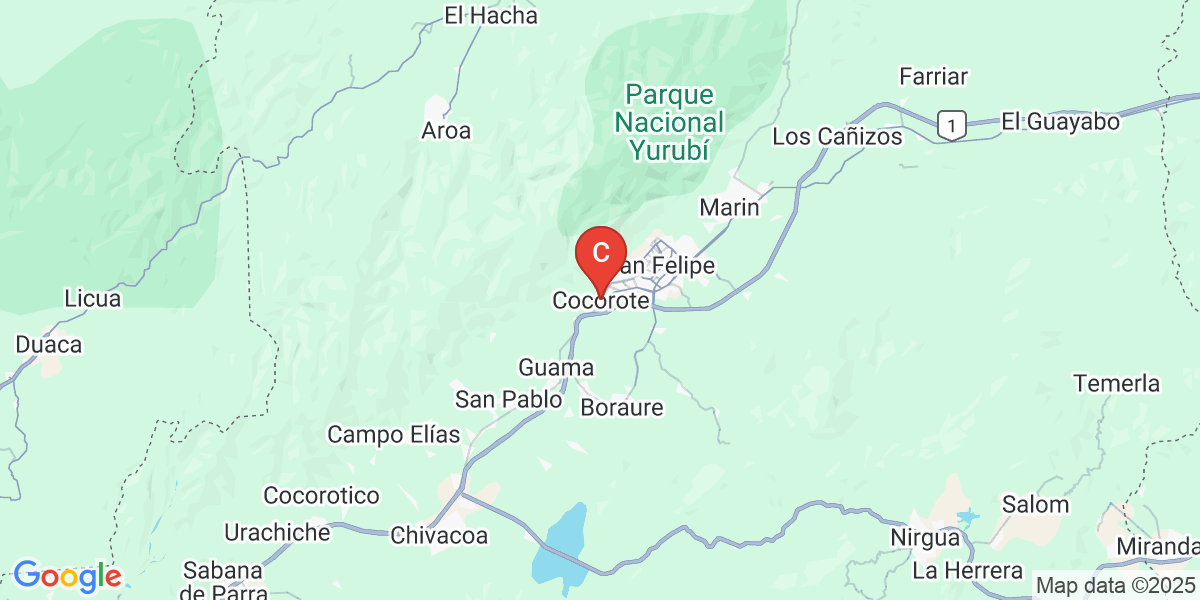 El Hacha
Farriar
Parque
Nacional
Yurubí
1
El Guayabo
Aroa
Los Cañizos
Marin
C
an Felipe
Cocorote
Licua
Duaca
Guama
San Pablo
Boraure
Temerla
Campo Elías
Cocorotico
Salom
Urachiche
Chivacoa
Nirgua
Miranda
Sabana
de Parra
La Herrera
Google
Map data ©2025